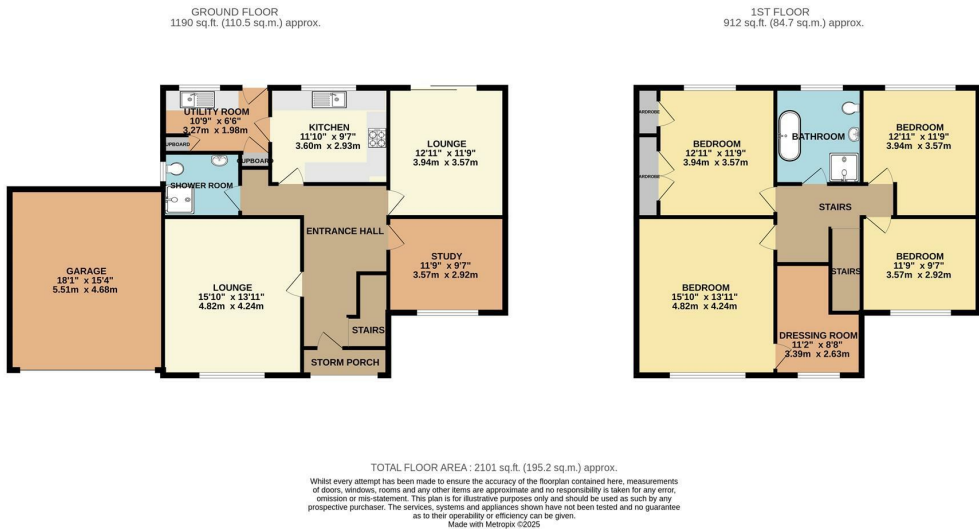 GROUND FLOOR
1190 sq.ft. (110.5 sq.m.) approx.
UTILITY ROOM
10'9" x 6'6"
3.27m x 1.98m
CUPBOARD
CUPBOARD
SHOWER ROOM
KITCHEN
11'10" x 9'7"
3.60m x 2.93m
LOUNGE
12'11" x 11'9"
3.94m x 3.57m
ENTRANCE HALL
STUDY
11'9" x 9'7"
3.57m x 2.92m
GARAGE
18'1" x 15'4"
5.51m x 4.68m
LOUNGE
15'10" x 13'11"
4.82m x 4.24m
STAIRS
STORM PORCH
1ST FLOOR
912 sq.ft. (84.7 sq.m.) approx.
WARDROBE
WARDROBE
BEDROOM
12'11" x 11'9"
3.94m x 3.57m
BATHROOM
BEDROOM
12'11" x 11'9"
3.94m x 3.57m
STAIRS
STAIRS
BEDROOM
11'9" x 9'7"
3.57m x 2.92m
BEDROOM
15'10" x 13'11"
4.82m x 4.24m
DRESSING ROOM
11'2" x 8'8"
3.39m x 2.63m
TOTAL FLOOR AREA : 2101 sq.ft. (195.2 sq.m.) approx.
Whilst every attempt has been made to ensure the accuracy of the floorplan contained here, measurements
of doors, windows, rooms and any other items are approximate and no responsibility is taken for any error,
omission or mis-statement. This plan is for illustrative purposes only and should be used as such by any
prospective purchaser. The services, systems and appliances shown have not been tested and no guarantee
as to their operability or efficiency can be given.
Made with Metropix ©2025